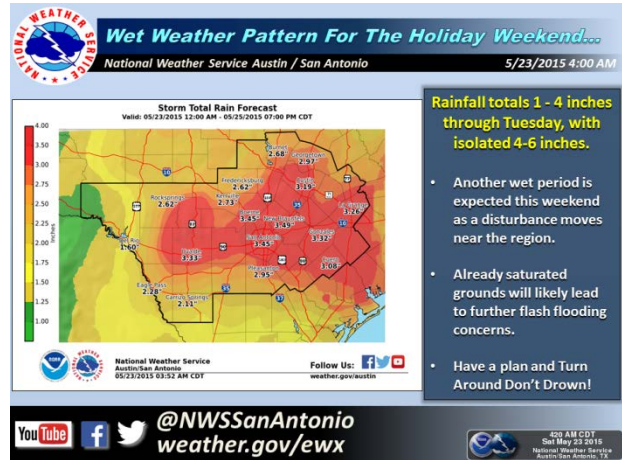 NATIONAL WEATHER SERVICE
Wet Weather Pattern For The Holiday Weekend...
National Weather Service Austin / San Antonio
5/23/2015 4:00 AM
Storm Total Rain Forecast
Valid: 05/23/2015 12:00 AM - 05/25/2015 07:00 PM CDT
4.00
3.50
3.00
2.75
2.50
2.25
2.00
1.75
1.50
1.25
1.00
Inches
Burnet
2.68"
Georgetown
2.97"
Fredericksburg
2.62"
Austin
3.19"
Rocksprings
2.62"
Kerrville
2.73"
La Grange
3.26"
Boerne
3.45"
New Braunfels
3.49"
San Antonio
3.45"
Gonzales
3.32"
Del Rio
1.60"
Uvalde
3.33"
Pleasanton
2.95"
Cuero
3.08"
Eagle Pass
2.28"
Carrizo Springs
2.11"
10
35
10
35
37
National Weather Service
Austin/San Antonio
05/23/2015 03:52 AM CDT
Follow Us:
weather.gov/austin
Rainfall totals 1 - 4 inches
through Tuesday, with
isolated 4-6 inches.
• Another wet period is
expected this weekend
as a disturbance moves
near the region.
• Already saturated
grounds will likely lead
to further flash flooding
concerns.
• Have a plan and Turn
Around Don't Drown!
YouTube
@NWSSanAntonio
weather.gov/ewx
420 AM CDT
Sat May 23 2015
National Weather Service
Austin/San Antonio, TX